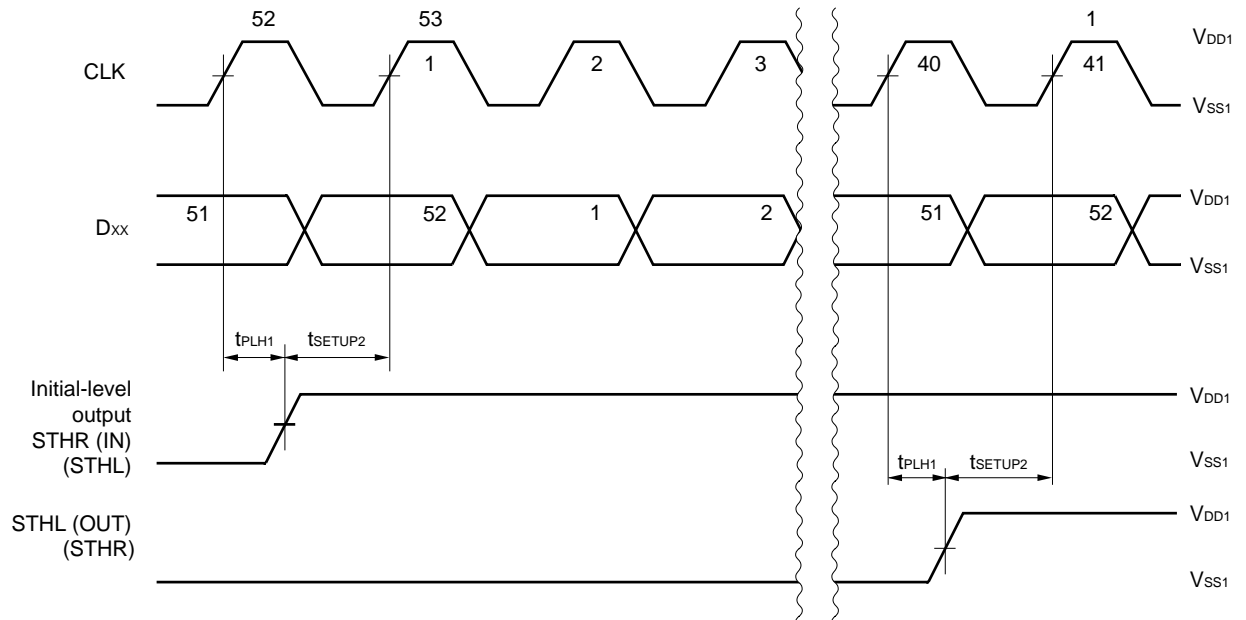 52 53 1
CLK 1 2 3 40 41 VDD1
VSS1
DXX 51 52 1 2 51 52 VDD1
VSS1
tPLH1 tSETUP2
Initial-level
output
STHR (IN)
(STHL)
VDD1
VSS1
tPLH1 tSETUP2
STHL (OUT)
(STHR)
VDD1
VSS1